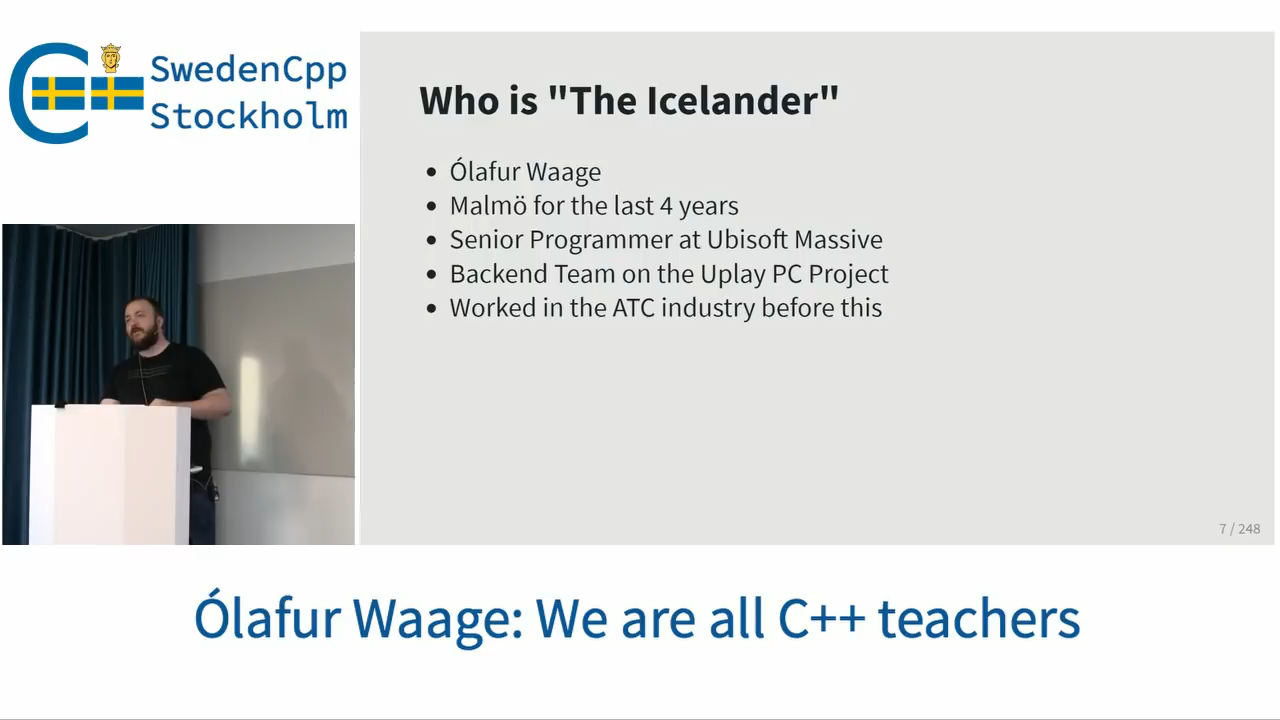 SwedenCpp
Stockholm
Who is "The Icelander"
Ólafur Waage
Malmö for the last 4 years
Senior Programmer at Ubisoft Massive
Backend Team on the Uplay PC Project
Worked in the ATC industry before this
7 / 248
Ólafur Waage: We are all C++ teachers